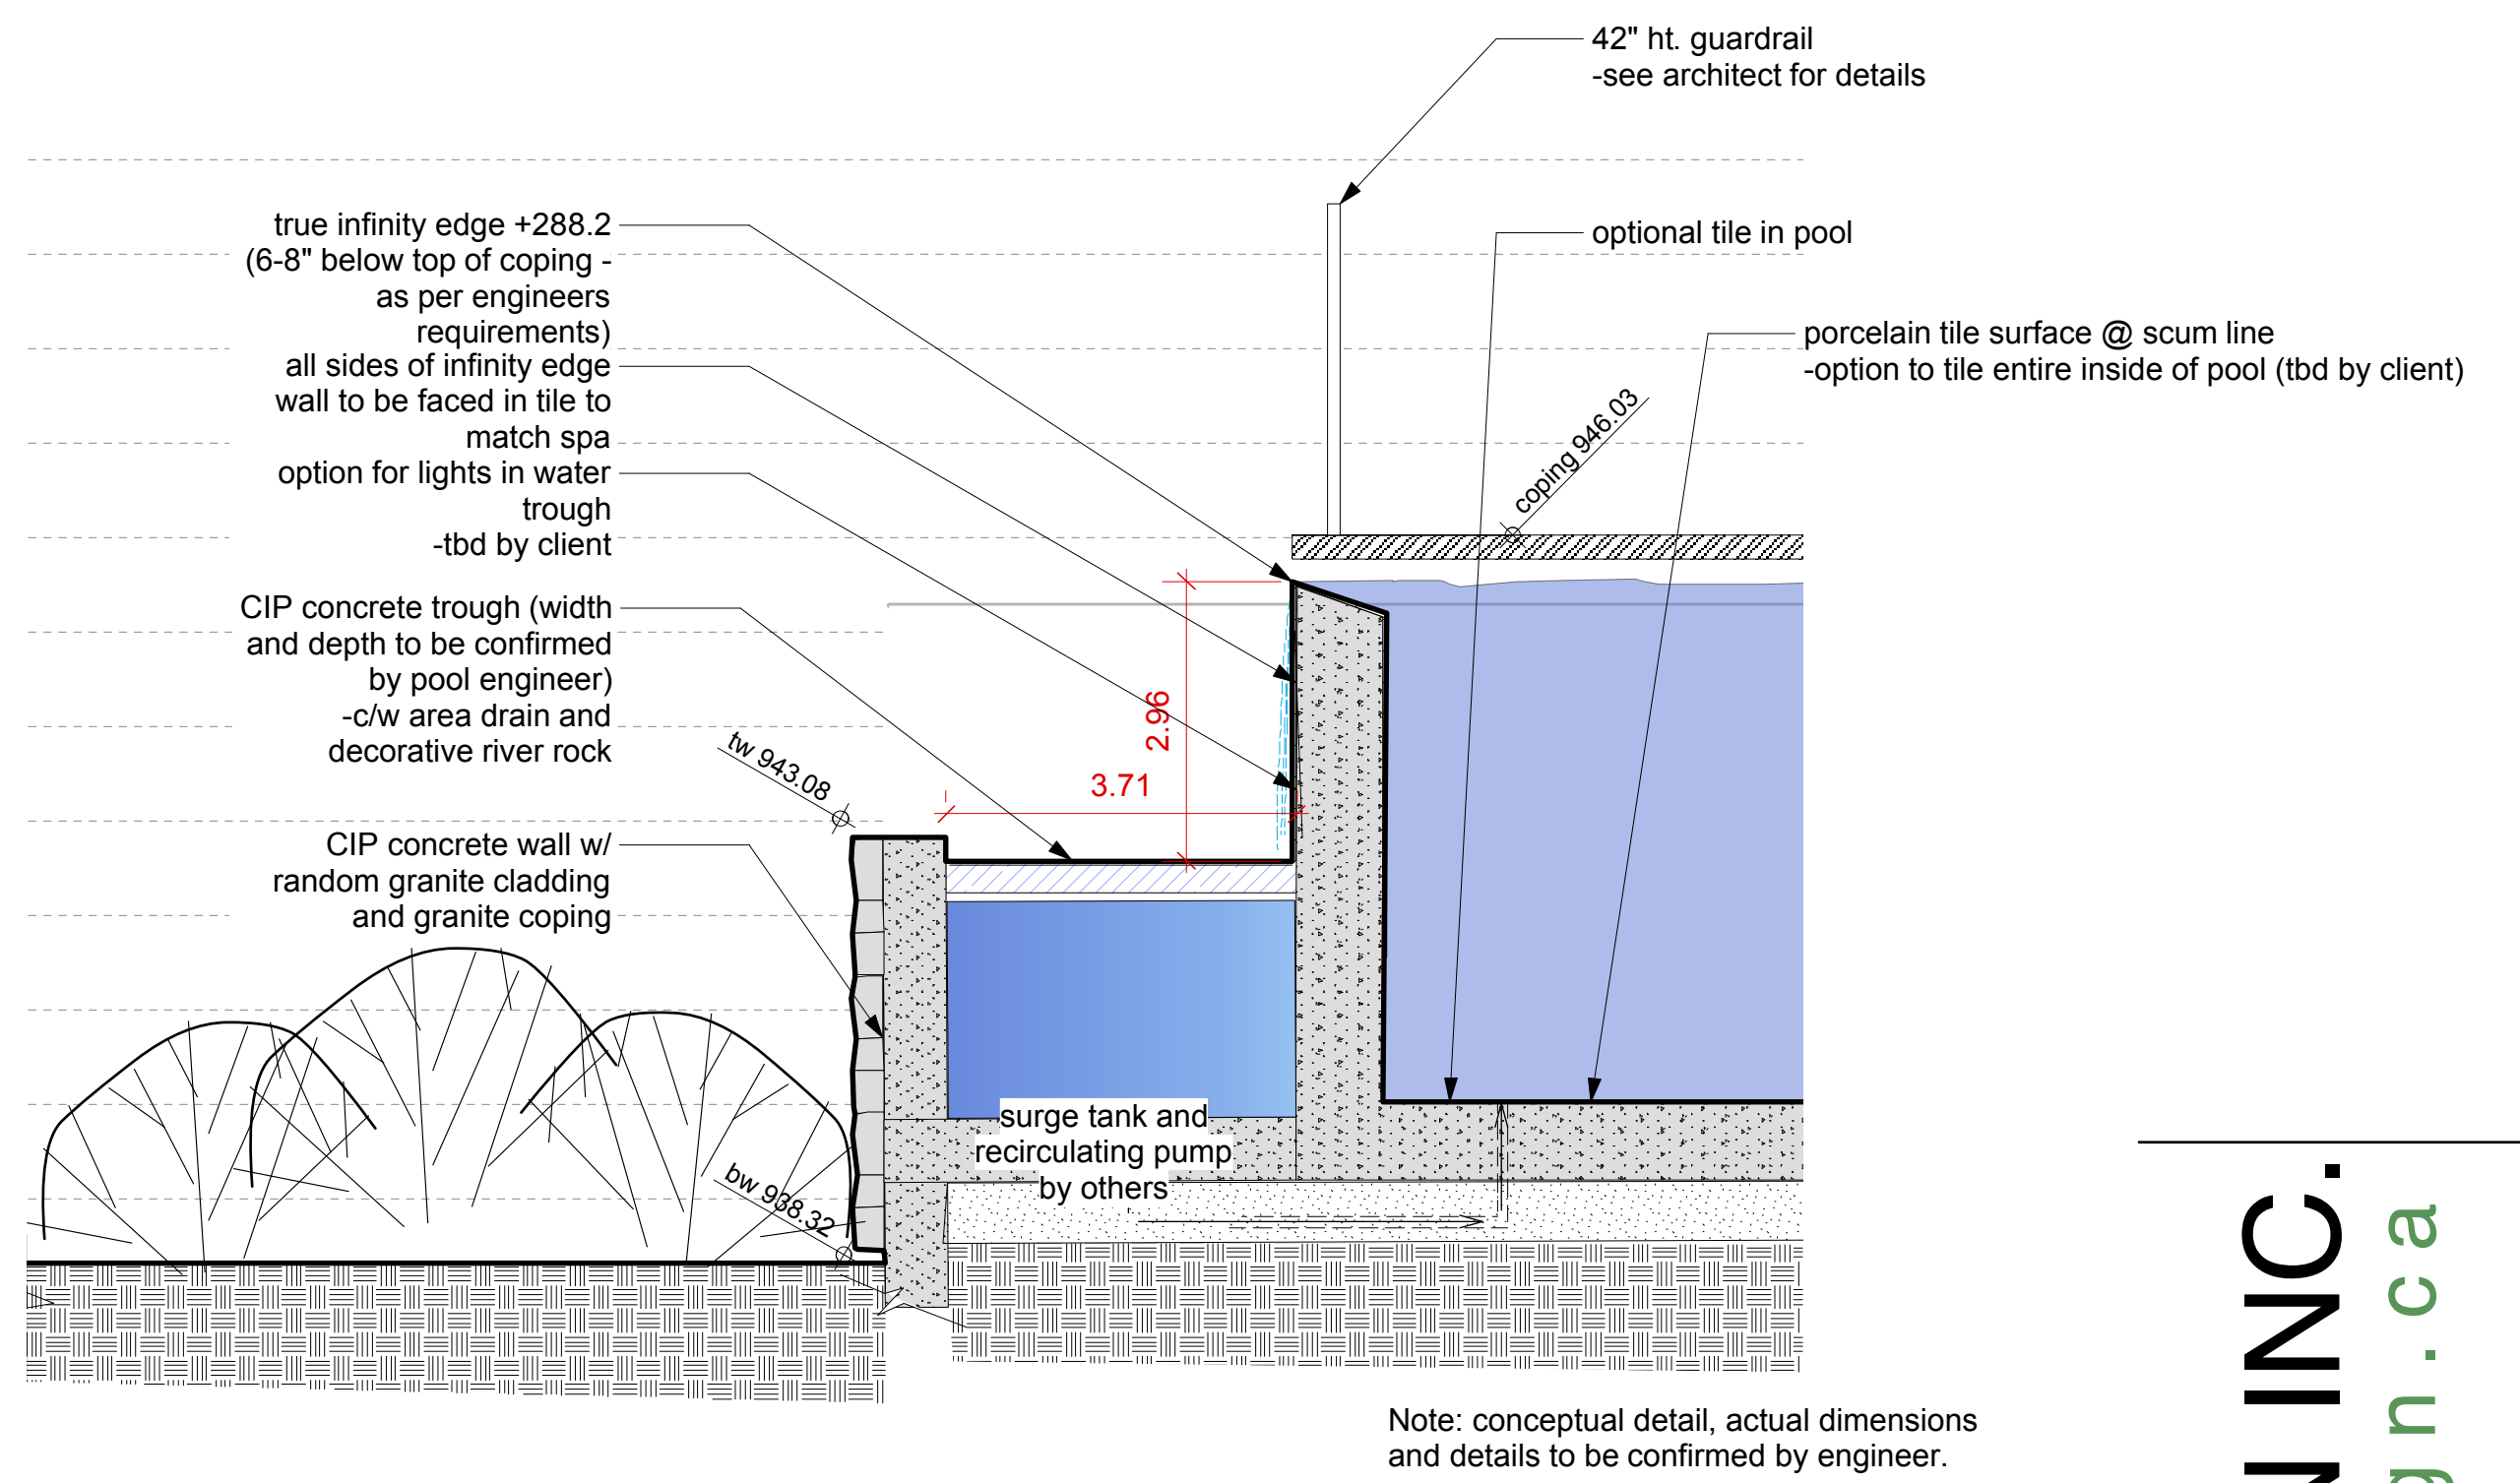 42" ht. guardrail
-see architect for details
true infinity edge +288.2
(6-8" below top of coping -
as per engineers
requirements)
all sides of infinity edge
wall to be faced in tile to
match spa
option for lights in water
trough
-tbd by client
CIP concrete trough (width
and depth to be confirmed
by pool engineer)
-c/w area drain and
decorative river rock
CIP concrete wall w/
random granite cladding
and granite coping
optional tile in pool
porcelain tile surface @ scum line
-option to tile entire inside of pool (tbd by client)
coping 946.03
2.96
3.71
tw 943.08
bw 938.32
surge tank and
recirculating pump
by others
Note: conceptual detail, actual dimensions
and details to be confirmed by engineer.
N INC.
gn.ca